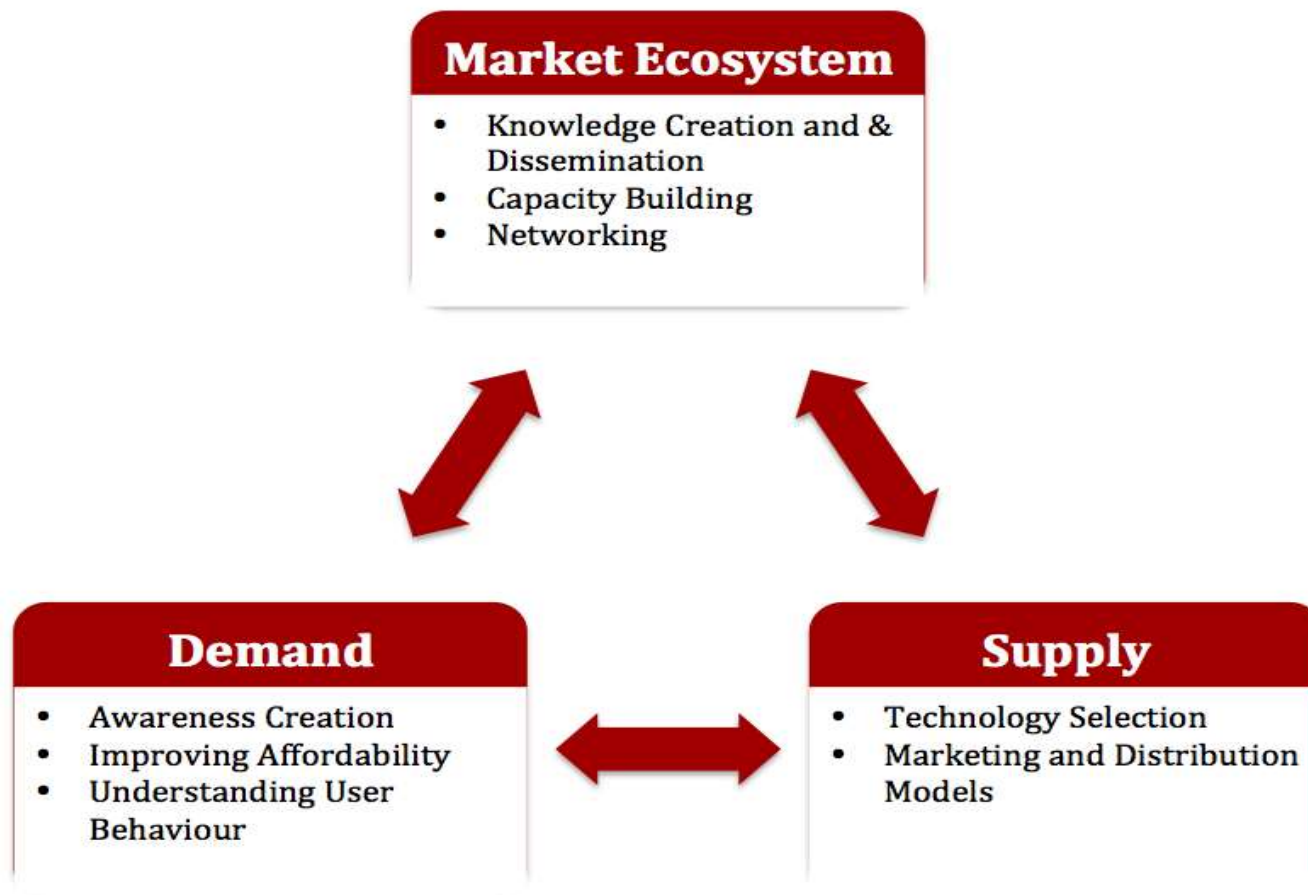 Market Ecosystem
• Knowledge Creation and &
Dissemination
• Capacity Building
• Networking
Demand
• Awareness Creation
• Improving Affordability
• Understanding User
Behaviour
Supply
• Technology Selection
• Marketing and Distribution
Models